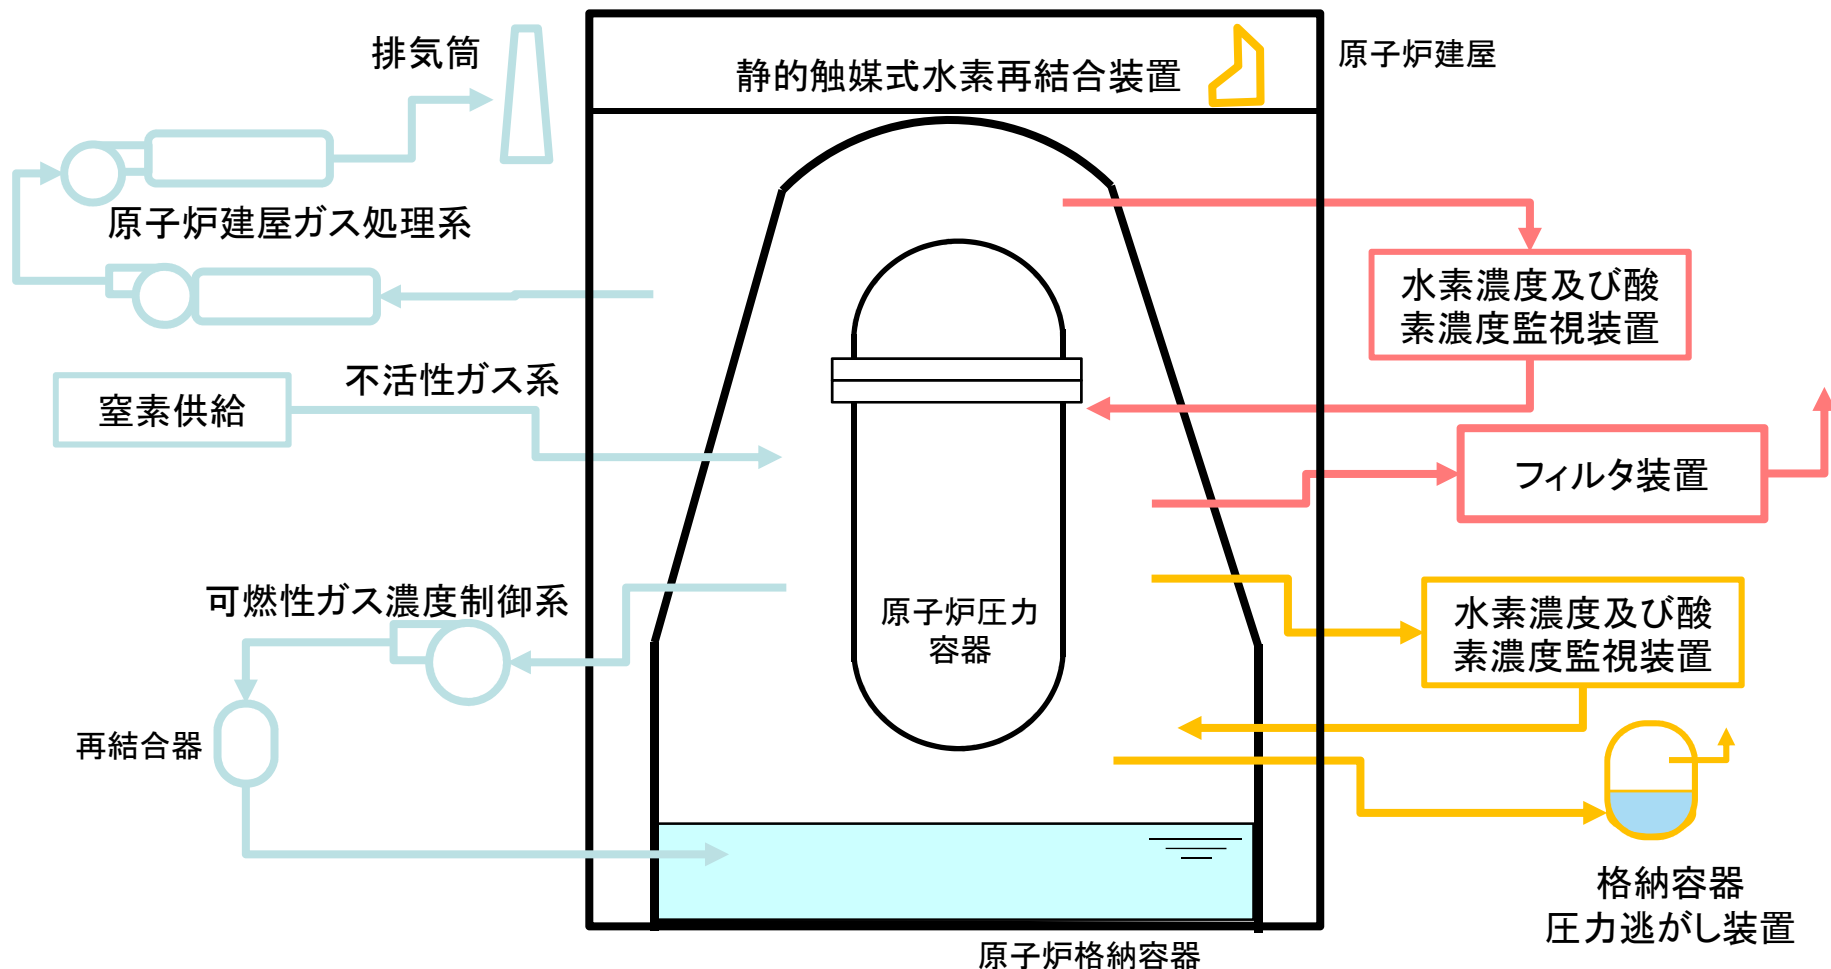 排気筒
静的触媒式水素再結合装置
原子炉建屋
原子炉建屋ガス処理系
水素濃度及び酸
素濃度監視装置
不活性ガス系
窒素供給
フィルタ装置
可燃性ガス濃度制御系
原子炉圧力
容器
水素濃度及び酸
素濃度監視装置
再結合器
格納容器
圧力逃がし装置
原子炉格納容器